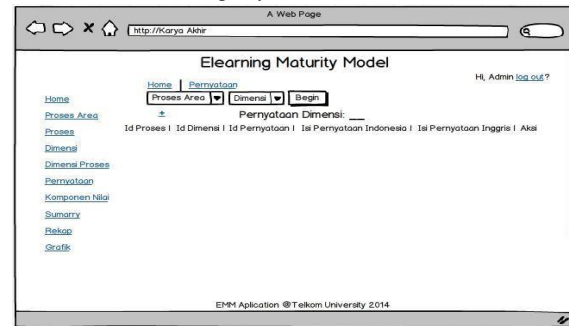 A Web Page
http://Karya Akhir
Elearning Maturity Model
Hi, Admin log out?
Home | Pernyataan
Proses Area Dimensi Begin
+ Pernyataan Dimensi: __
Id Proses | Id Dimensi | Id Pernyataan | Isi Pernyataan Indonesia | Isi Pernyataan Inggris | Aksi
Home
Proses Area
Proses
Dimensi
Dimensi Proses
Pernyataan
Komponen Nilai
Sumarry
Rekap
Grafik
EMM Aplication @Telkom University 2014